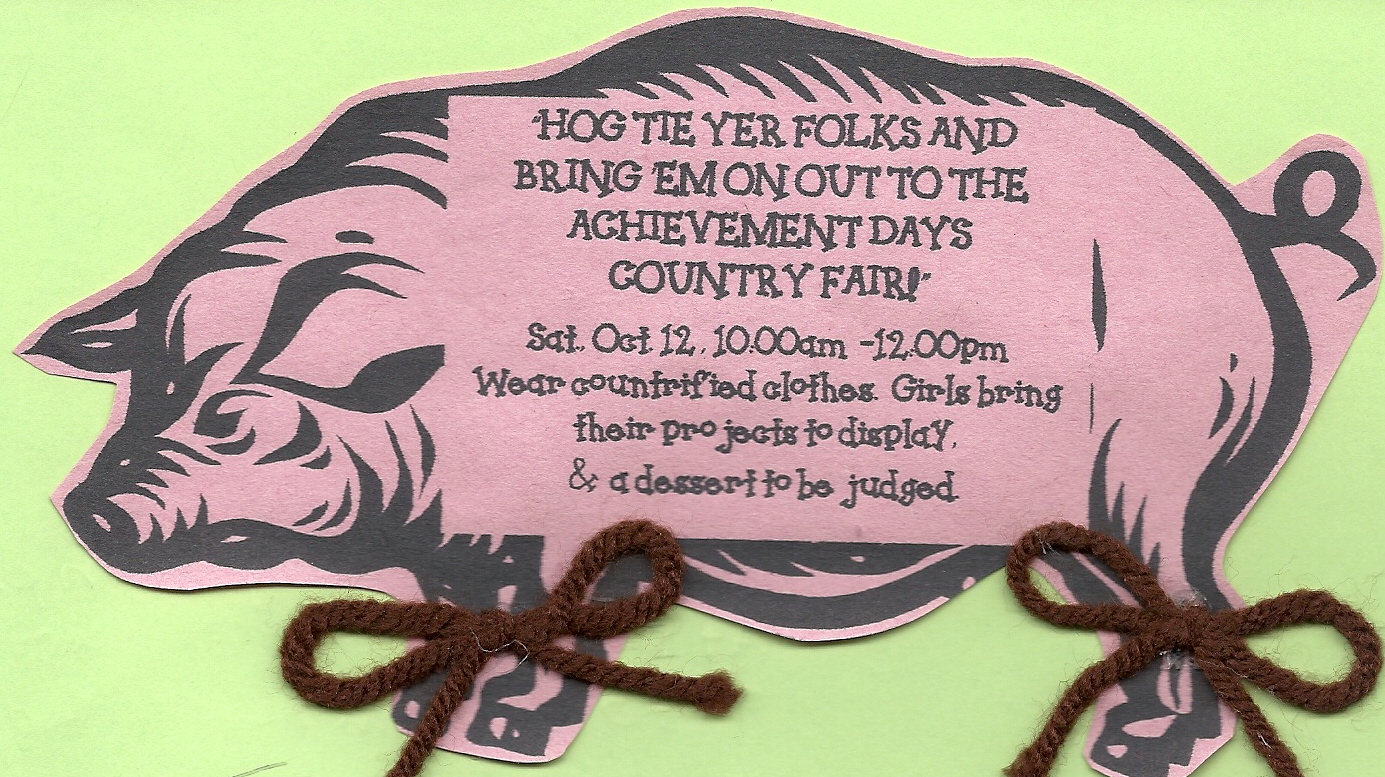 "HOG TIE YER FOLKS AND
BRING 'EM ON OUT TO THE
ACHIEVEMENT DAYS
COUNTRY FAIR!"
Sat. Oct 12, 10:00am -12:00pm
Wear countrified clothes. Girls bring
their projects to display,
& a dessert to be judged.